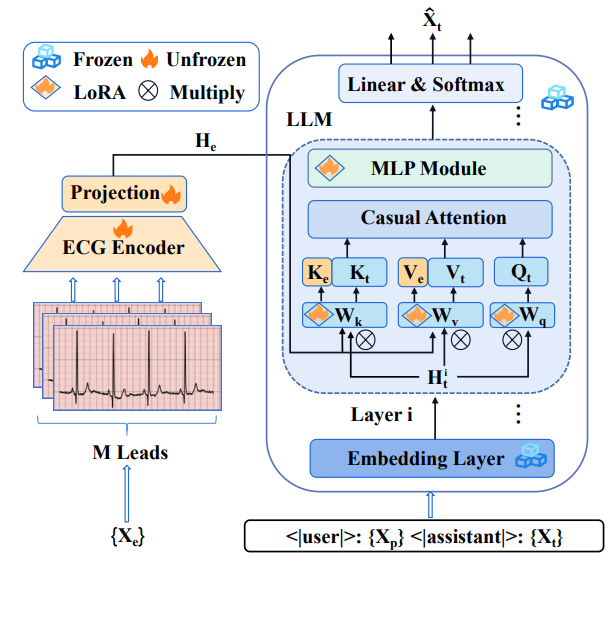 X̂ₜ
Frozen
Unfrozen
LoRA
Multiply
Linear & Softmax
LLM
Hₑ
MLP Module
Projection
Casual Attention
ECG Encoder
Kₑ Kₜ Vₑ Vₜ Qₜ
Wₖ Wᵥ W_q
Hₜⁱ
Layer i
M Leads
Embedding Layer
{Xₑ}
<|user|>: {Xₚ} <|assistant|>: {Xₜ}